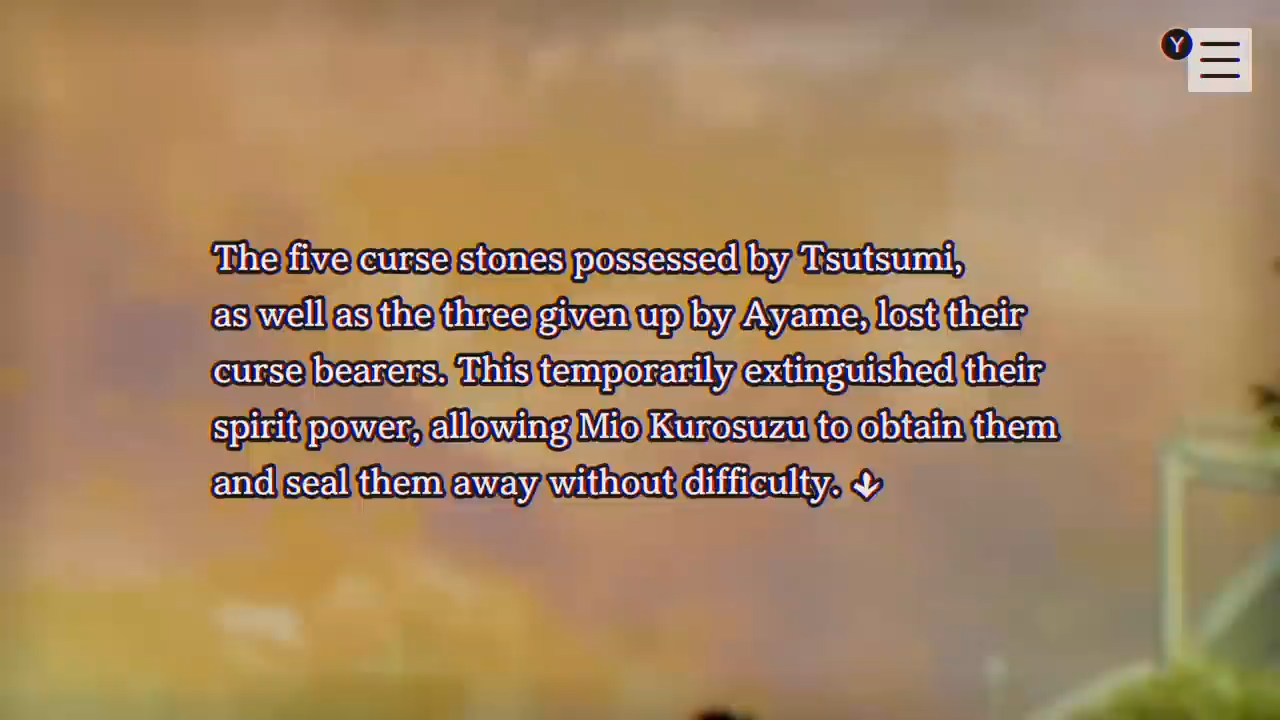 Y
The five curse stones possessed by Tsutsumi,
as well as the three given up by Ayame, lost their
curse bearers. This temporarily extinguished their
spirit power, allowing Mio Kurosuzu to obtain them
and seal them away without difficulty.